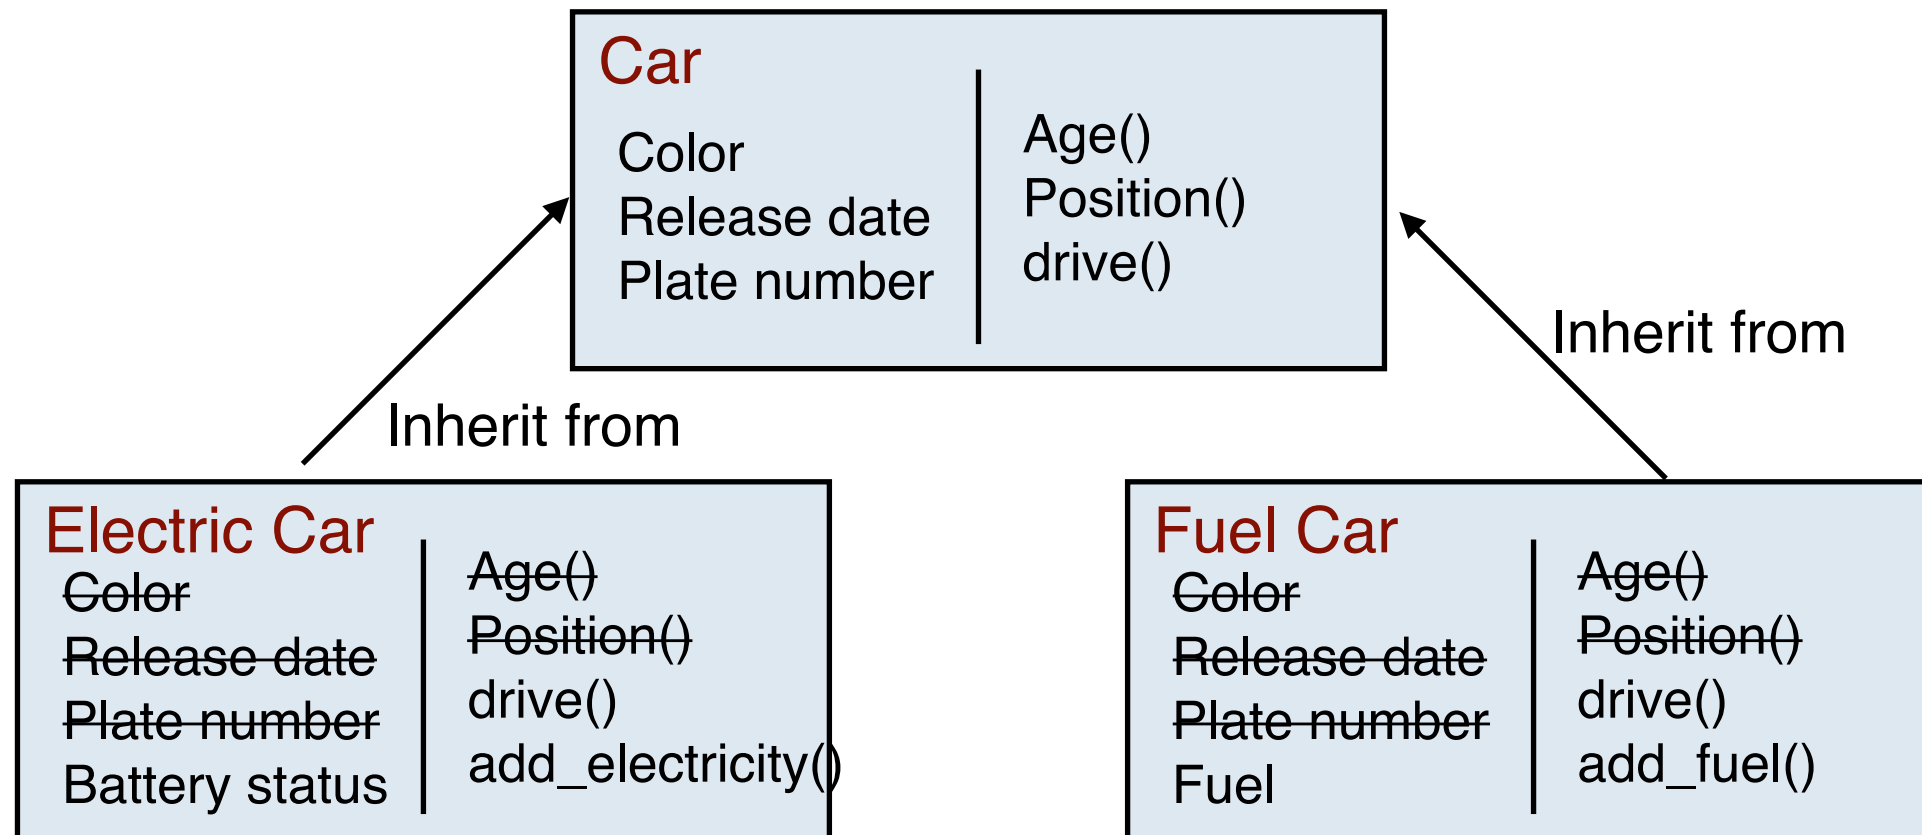 Car
Color
Release date
Plate number
Age()
Position()
drive()
Inherit from
Inherit from
Electric Car
Color
Release date
Plate number
Battery status
Age()
Position()
drive()
add_electricity()
Fuel Car
Color
Release date
Plate number
Fuel
Age()
Position()
drive()
add_fuel()